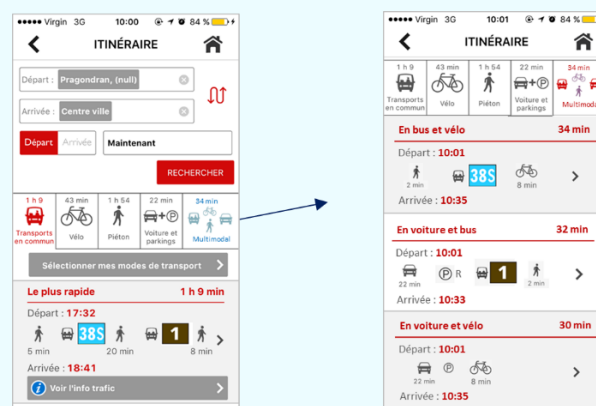 Virgin 3G 10:00 84 %
ITINÉRAIRE
Départ : Pragondran, (null)
Arrivée : Centre ville
Départ Arrivée Maintenant
RECHERCHER
1 h 9 43 min 1 h 54 22 min 34 min
Transports en commun Vélo Piéton Voiture et parkings Multimodal
Sélectionner mes modes de transport
Le plus rapide 1 h 9 min
Départ : 17:32
38S 1
5 min 20 min 8 min
Arrivée : 18:41
Voir l'info trafic
Virgin 3G 10:01 84 %
ITINÉRAIRE
1 h 9 43 min 1 h 54 22 min 34 min
Transports en commun Vélo Piéton Voiture et parkings Multimoda
En bus et vélo 34 min
Départ : 10:01
38S
2 min 8 min
Arrivée : 10:35
En voiture et bus 32 min
Départ : 10:01
P R 1
22 min 2 min
Arrivée : 10:33
En voiture et vélo 30 min
Départ : 10:01
P
22 min 8 min
Arrivée : 10:35